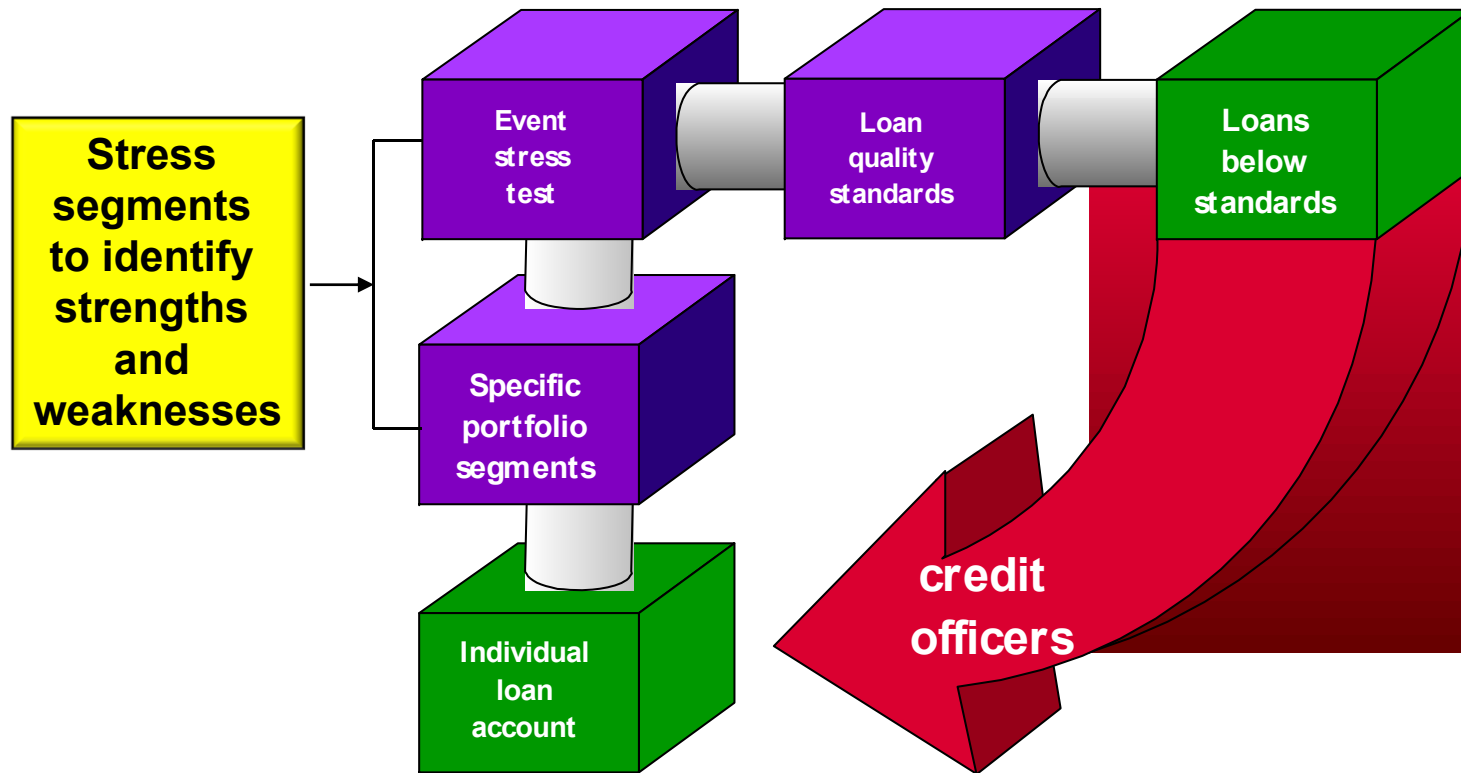 Stress
segments
to identify
strengths
and
weaknesses
Event
stress
test
Loan
quality
standards
Loans
below
standards
Specific
portfolio
segments
Individual
loan
account
credit
officers